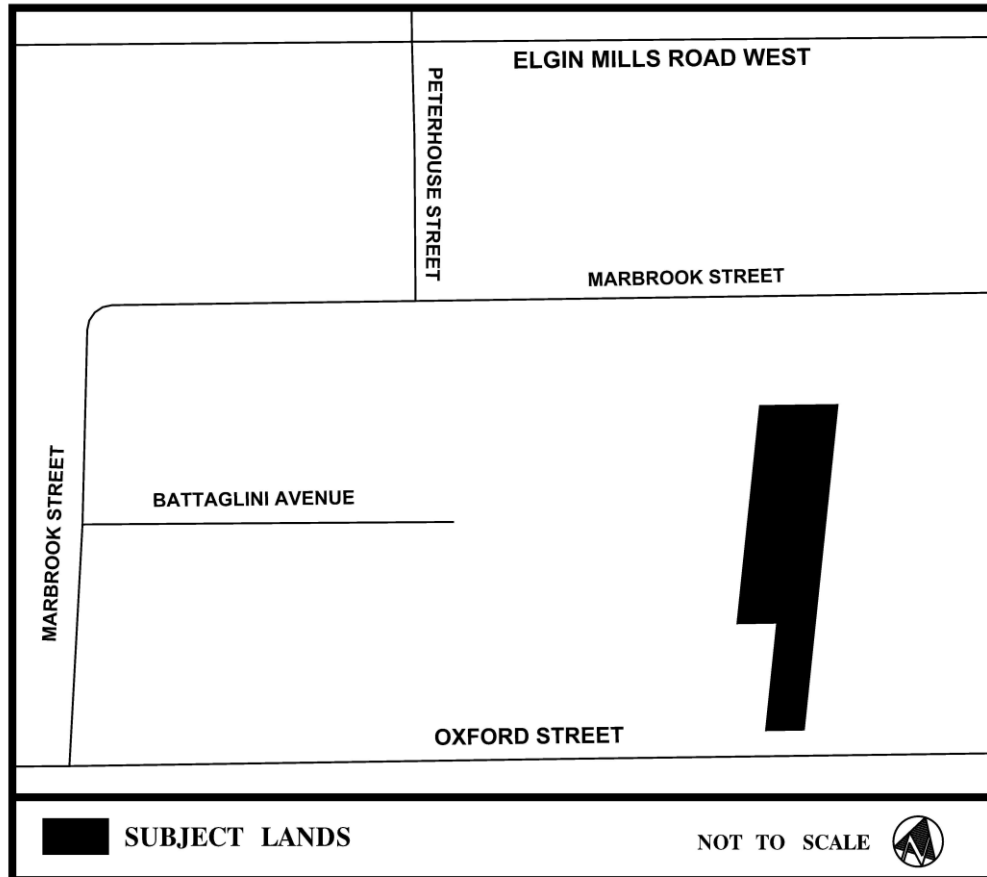 ELGIN MILLS ROAD WEST
PETERHOUSE STREET
MARBROOK STREET
MARBROOK STREET
BATTAGLINI AVENUE
OXFORD STREET
SUBJECT LANDS
NOT TO SCALE